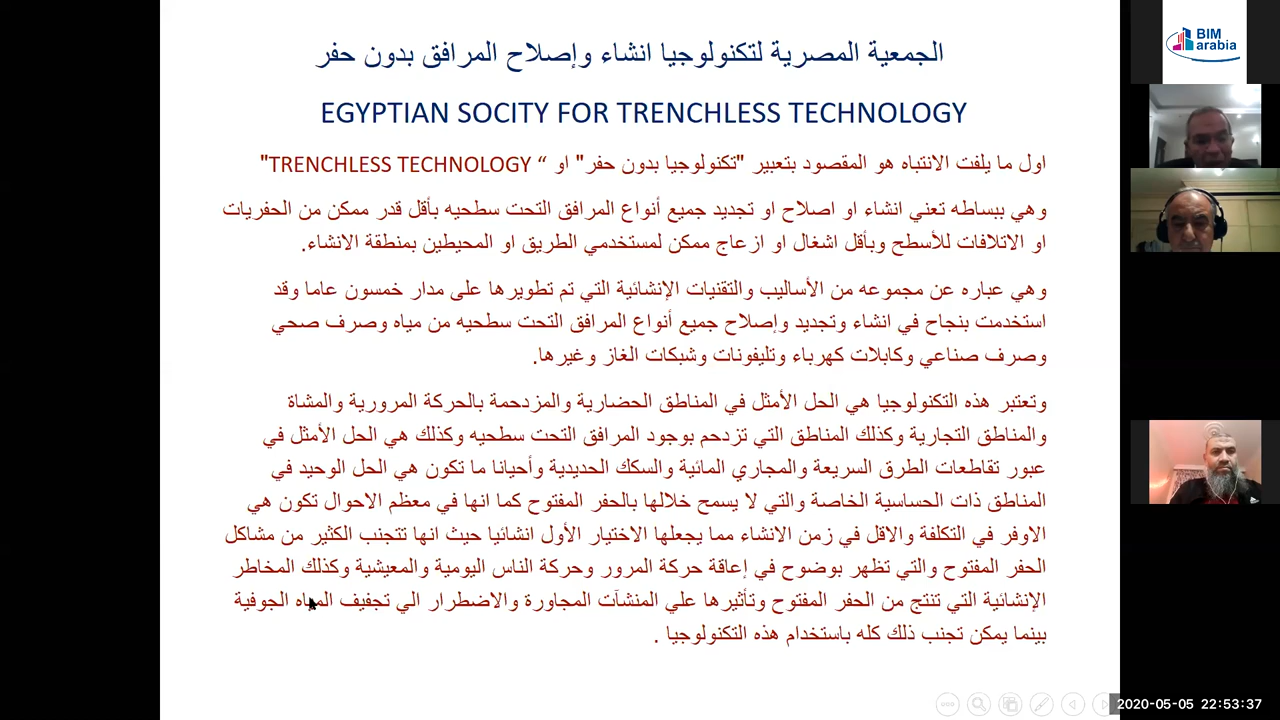 الجمعية المصرية لتكنولوجيا انشاء وإصلاح المرافق بدون حفر
EGYPTIAN SOCITY FOR TRENCHLESS TECHNOLOGY
اول ما يلفت الانتباه هو المقصود بتعبير "تكنولوجيا بدون حفر" او “ TRENCHLESS TECHNOLOGY"
وهي ببساطه تعني انشاء او اصلاح او تجديد جميع أنواع المرافق التحت سطحيه بأقل قدر ممكن من الحفريات
او الاتلافات للأسطح وبأقل اشغال او ازعاج ممكن لمستخدمي الطريق او المحيطين بمنطقة الانشاء.
وهي عباره عن مجموعه من الأساليب والتقنيات الإنشائية التي تم تطويرها على مدار خمسون عاما وقد
استخدمت بنجاح في انشاء وتجديد وإصلاح جميع أنواع المرافق التحت سطحيه من مياه وصرف صحي
وصرف صناعي وكابلات كهرباء وتليفونات وشبكات الغاز وغيرها.
وتعتبر هذه التكنولوجيا هي الحل الأمثل في المناطق الحضارية والمزدحمة بالحركة المرورية والمشاة
والمناطق التجارية وكذلك المناطق التي تزدحم بوجود المرافق التحت سطحيه وكذلك هي الحل الأمثل في
عبور تقاطعات الطرق السريعة والمجاري المائية والسكك الحديدية وأحيانا ما تكون هي الحل الوحيد في
المناطق ذات الحساسية الخاصة والتي لا يسمح خلالها بالحفر المفتوح كما انها في معظم الاحوال تكون هي
الاوفر في التكلفة والاقل في زمن الانشاء مما يجعلها الاختيار الأول انشائيا حيث انها تتجنب الكثير من مشاكل
الحفر المفتوح والتي تظهر بوضوح في إعاقة حركة المرور وحركة الناس اليومية والمعيشية وكذلك المخاطر
الإنشائية التي تنتج من الحفر المفتوح وتأثيرها علي المنشآت المجاورة والاضطرار الي تجفيف المياه الجوفية
بينما يمكن تجنب ذلك كله باستخدام هذه التكنولوجيا .
BIM
arabia
2020-05-05 22:53:37